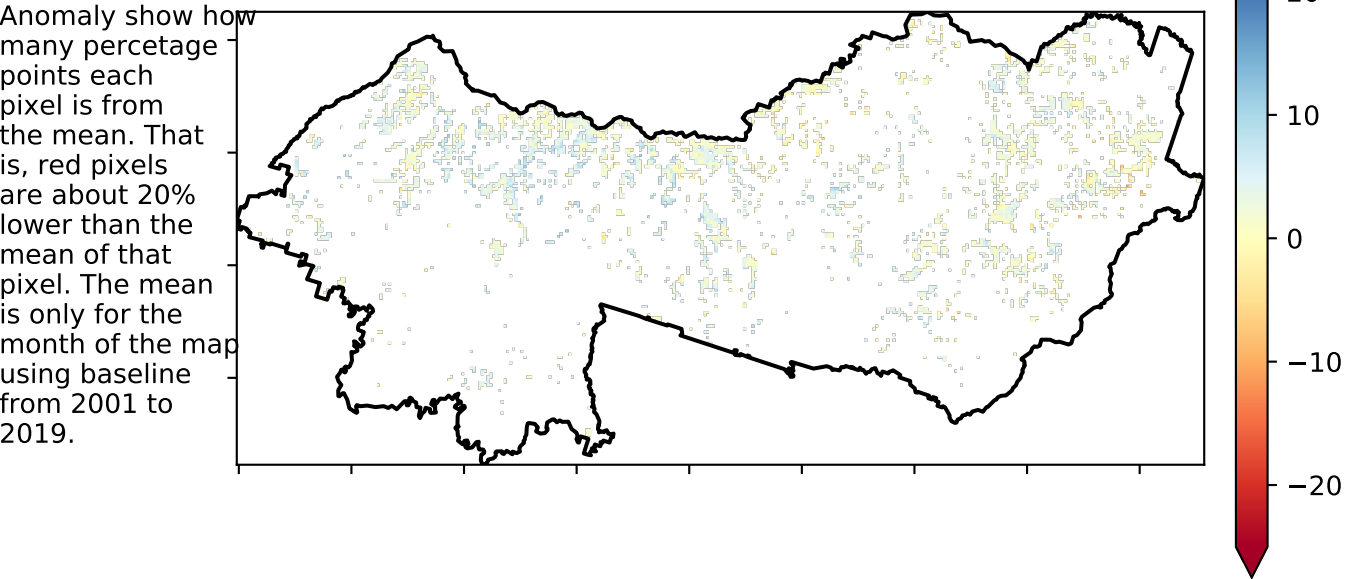 Anomaly show how
many percetage
points each
pixel is from
the mean. That
is, red pixels
are about 20%
lower than the
mean of that
pixel. The mean
is only for the
month of the map
using baseline
from 2001 to
2019.
10
0
−10
−20